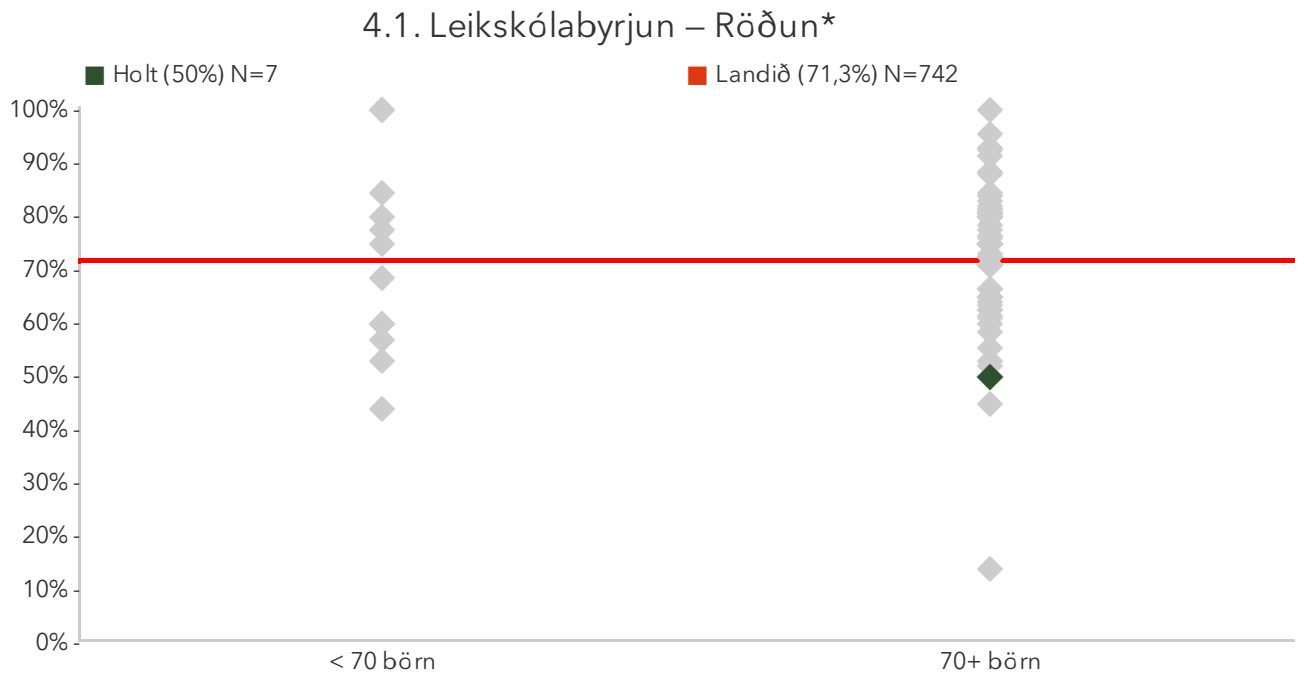 4.1. Leikskólabyrjun – Röðun*
Holt (50%) N=7
Landið (71,3%) N=742
100%
90%
80%
70%
60%
50%
40%
30%
20%
10%
0%
< 70 börn
70+ börn